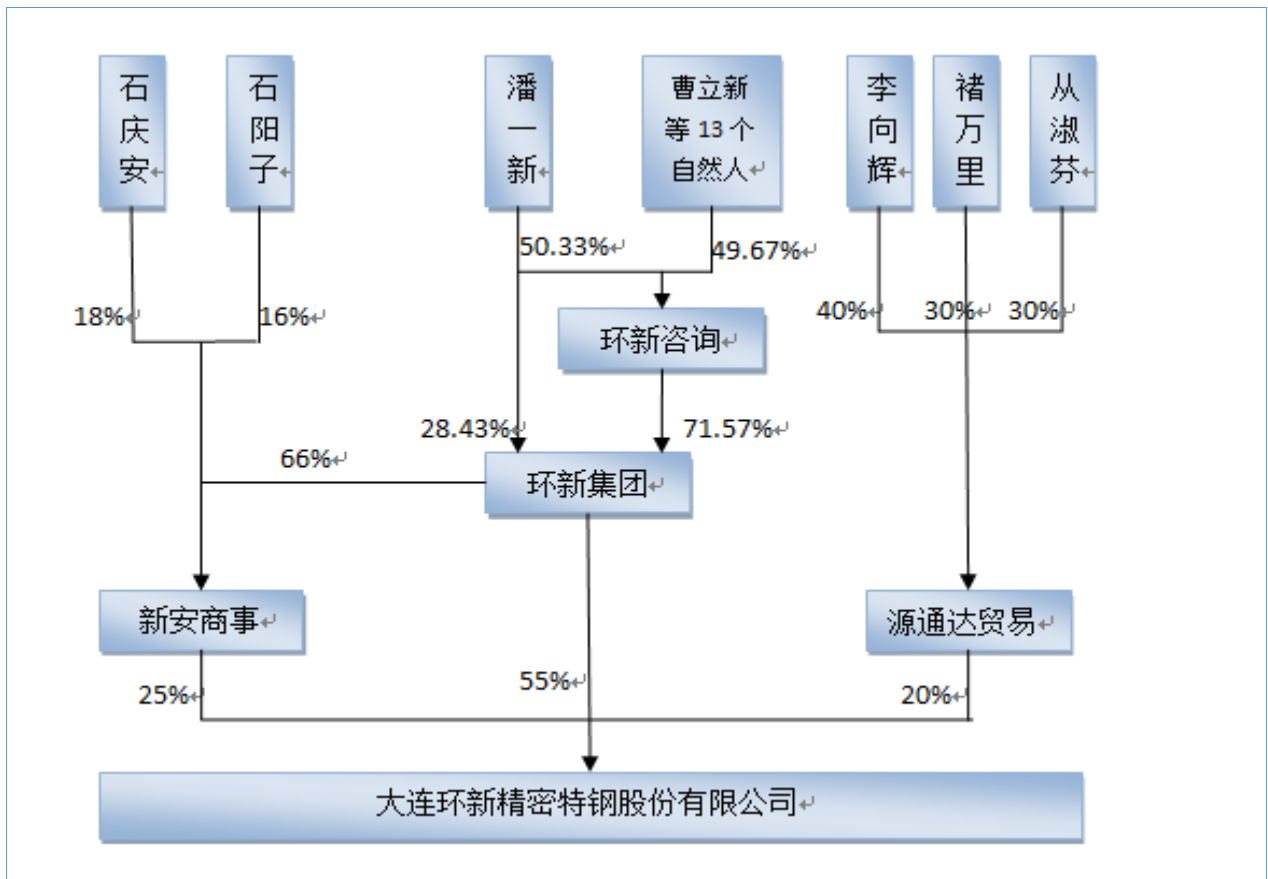 石庆安
石阳子
潘一新
曹立新
等 13 个
自然人
李向辉
褚万里
从淑芬
50.33%
49.67%
18%
16%
40%
30%
30%
环新咨询
28.43%
71.57%
66%
环新集团
新安商事
源通达贸易
25%
55%
20%
大连环新精密特钢股份有限公司